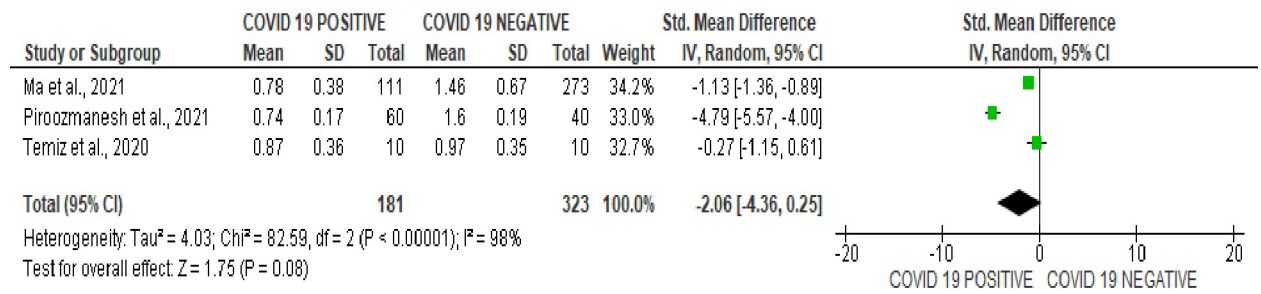 COVID 19 POSITIVE COVID 19 NEGATIVE Std. Mean Difference Std. Mean Difference
Study or Subgroup Mean SD Total Mean SD Total Weight IV, Random, 95% CI IV, Random, 95% CI
Ma et al., 2021 0.78 0.38 111 1.46 0.67 273 34.2% -1.13 [-1.36, -0.89]
Piroozmanesh et al., 2021 0.74 0.17 60 1.6 0.19 40 33.0% -4.79 [-5.57, -4.00]
Temiz et al., 2020 0.87 0.36 10 0.97 0.35 10 32.7% -0.27 [-1.15, 0.61]
Total (95% CI) 181 323 100.0% -2.06 [-4.36, 0.25]
Heterogeneity: Tau² = 4.03; Chi² = 82.59, df = 2 (P < 0.00001); I² = 98%
Test for overall effect: Z = 1.75 (P = 0.08)
-20 -10 0 10 20
COVID 19 POSITIVE COVID 19 NEGATIVE